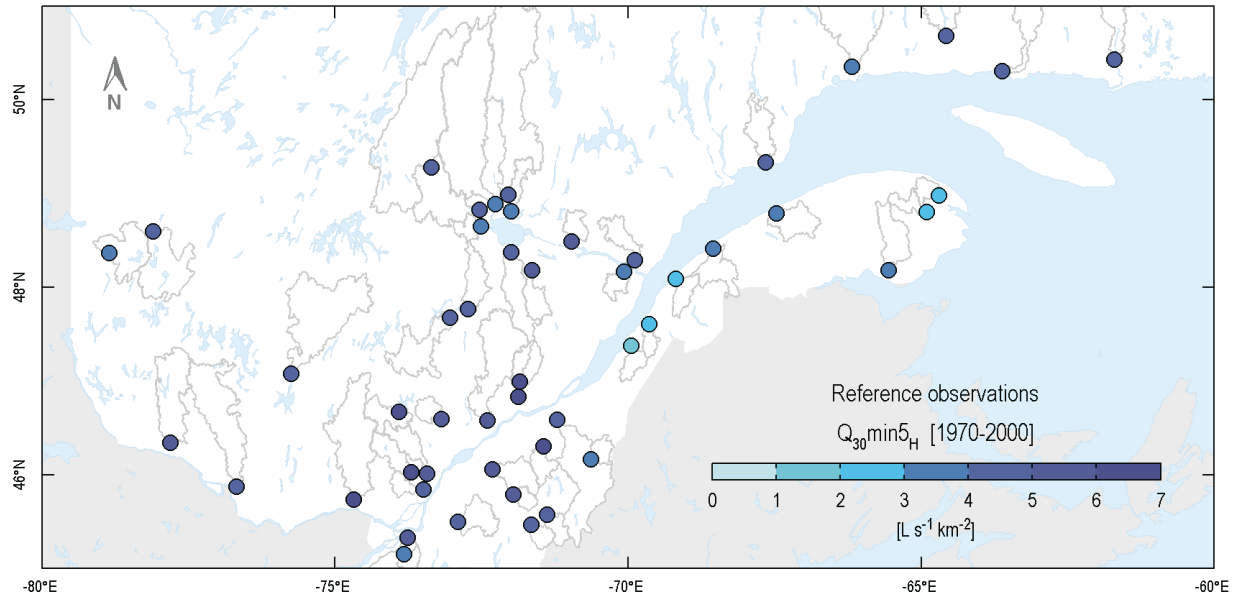 50°N
48°N
46°N
N
Reference observations
Q30min5H [1970-2000]
0 1 2 3 4 5 6 7
[L s-1 km-2]
-80°E -75°E -70°E -65°E -60°E